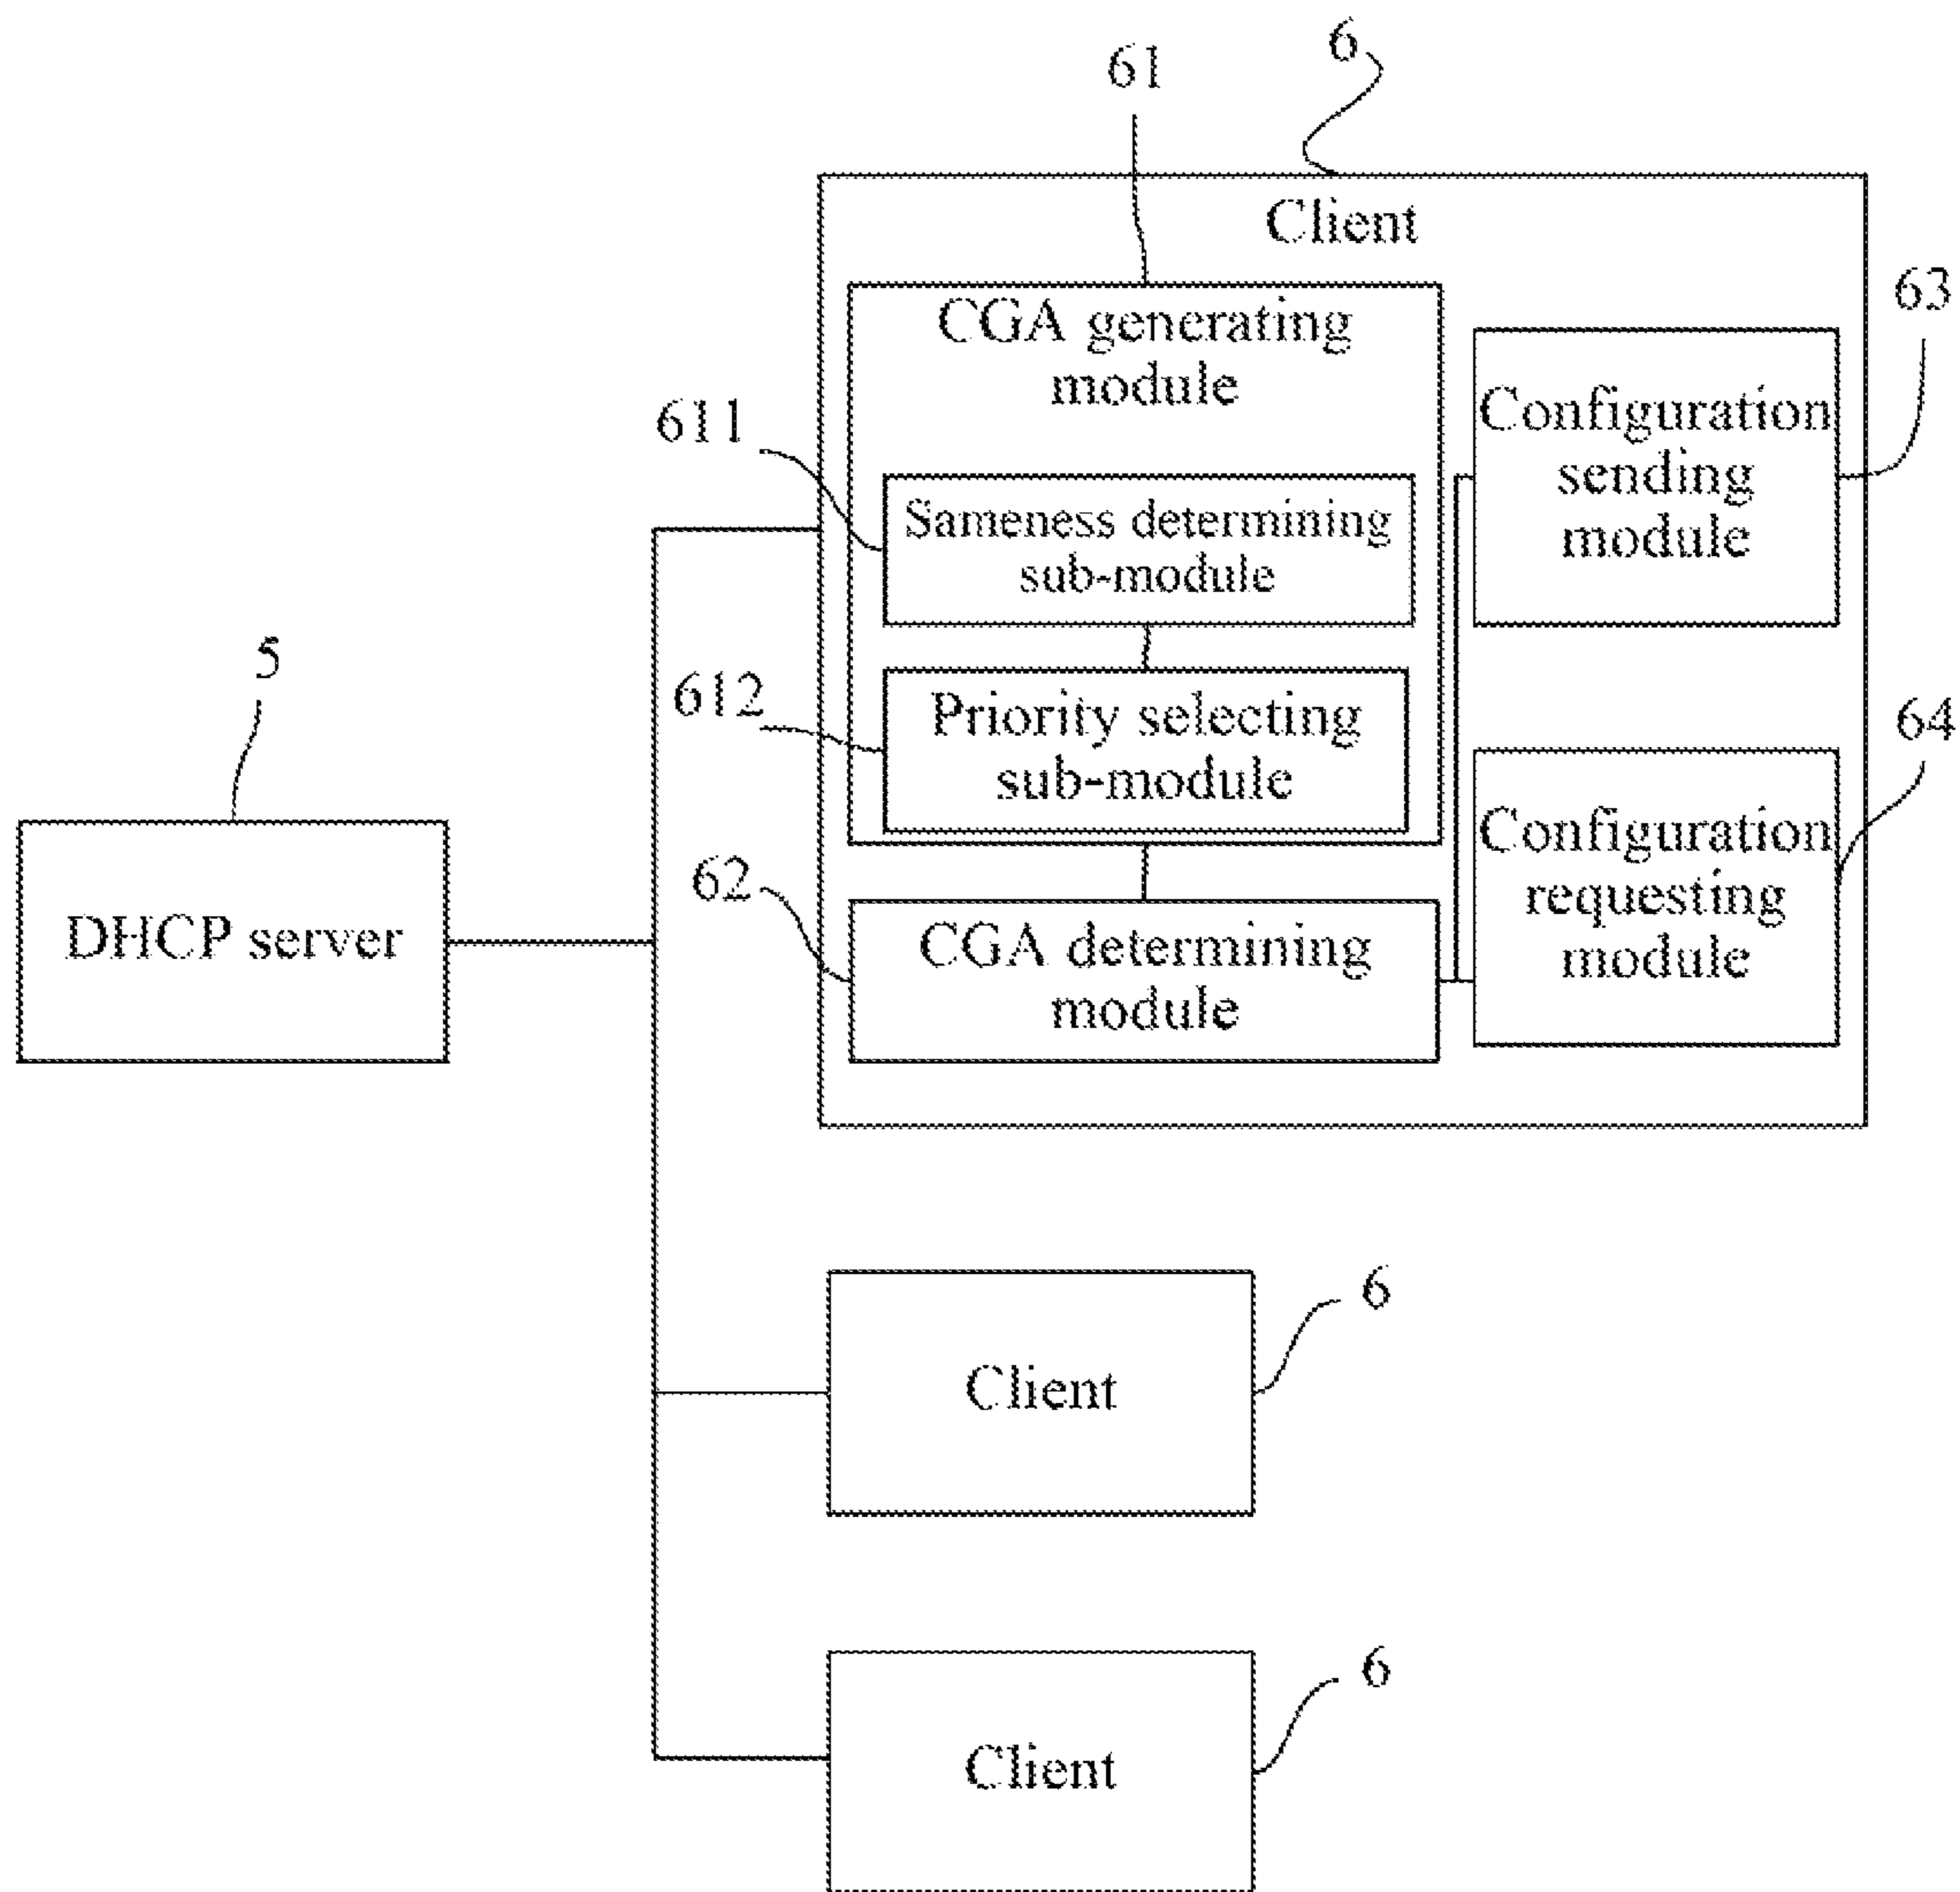 6
61
Client
63
CGA generating
module
Configuration
sending
module
611
Sameness determining
sub-module
5
612
Priority selecting
sub-module
64
Configuration
requesting
module
62
DHCP server
CGA determining
module
6
Client
6
Client